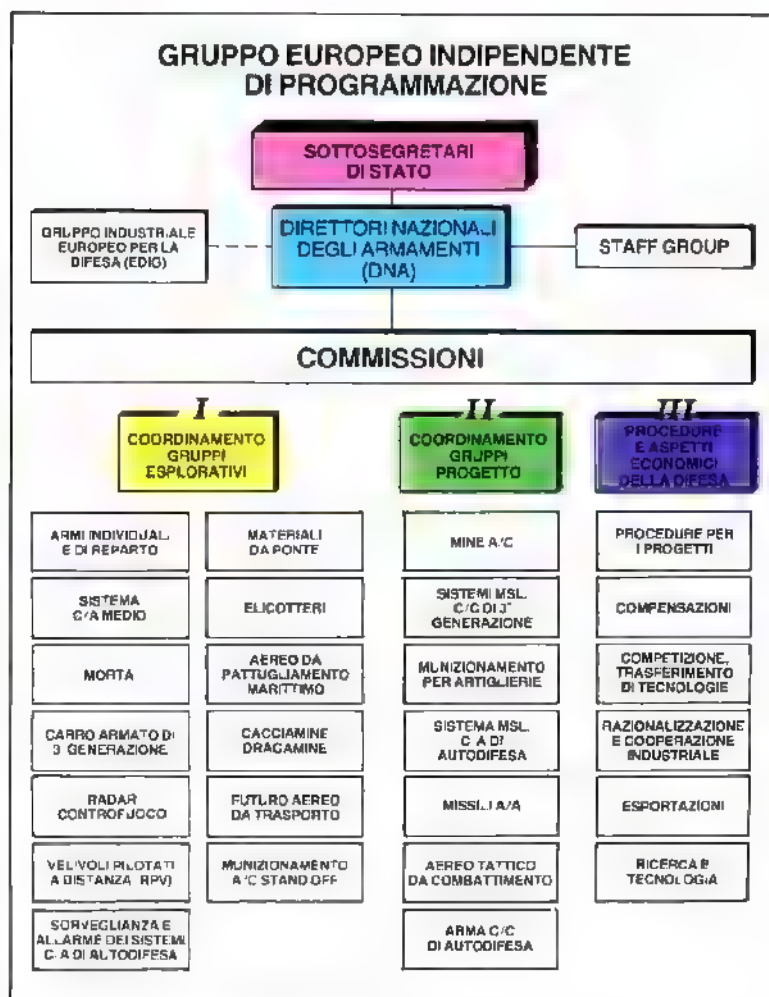 GRUPPO EUROPEO INDIPENDENTE
DI PROGRAMMAZIONE
SOTTOSEGRETARI
DI STATO
GRUPPO INDUSTRIALE
EUROPEO PER LA
DIFESA (EDIG)
DIRETTORI NAZIONALI
DEGLI ARMAMENTI
(DNA)
STAFF GROUP
COMMISSIONI
I
COORDINAMENTO
GRUPPI
ESPLORATIVI
II
COORDINAMENTO
GRUPPI
PROGETTO
III
PROCEDURE
E ASPETTI
ECONOMICI
DELLA DIFESA
ARMI INDIVIDUAL.
E DI REPARTO
SISTEMA
C/A MEDIO
MORTA
CARRO ARMATO DI
3ª GENERAZIONE
RADAR
CONTROFUOCO
VELIVOLI PILOTATI
A DISTANZA (RPV)
SORVEGLIANZA E
ALLARME DEI SISTEMI
C/A DI AUTODIFESA
MATERIALI
DA PONTE
ELICOTTERI
AEREO DA
PATTUGLIAMENTO
MARITTIMO
CACCIAMINE
DRAGAMINE
FUTURO AEREO
DA TRASPORTO
MUNIZIONAMENTO
A/C STAND OFF
MINE A/C
SISTEMI MSL.
C/C DI 3ª
GENERAZIONE
MUNIZIONAMENTO
PER ARTIGLIERIE
SISTEMA MSL.
C/A DI
AUTODIFESA
MISSILI A/A
AEREO TATTICO
DA COMBATTIMENTO
ARMA C/C
DI AUTODIFESA
PROCEDURE PER
I PROGETTI
COMPENSAZIONI
COMPETIZIONE,
TRASFERIMENTO
DI TECNOLOGIE
RAZIONALIZZAZIONE
E COOPERAZIONE
INDUSTRIALE
ESPORTAZIONI
RICERCA E
TECNOLOGIA